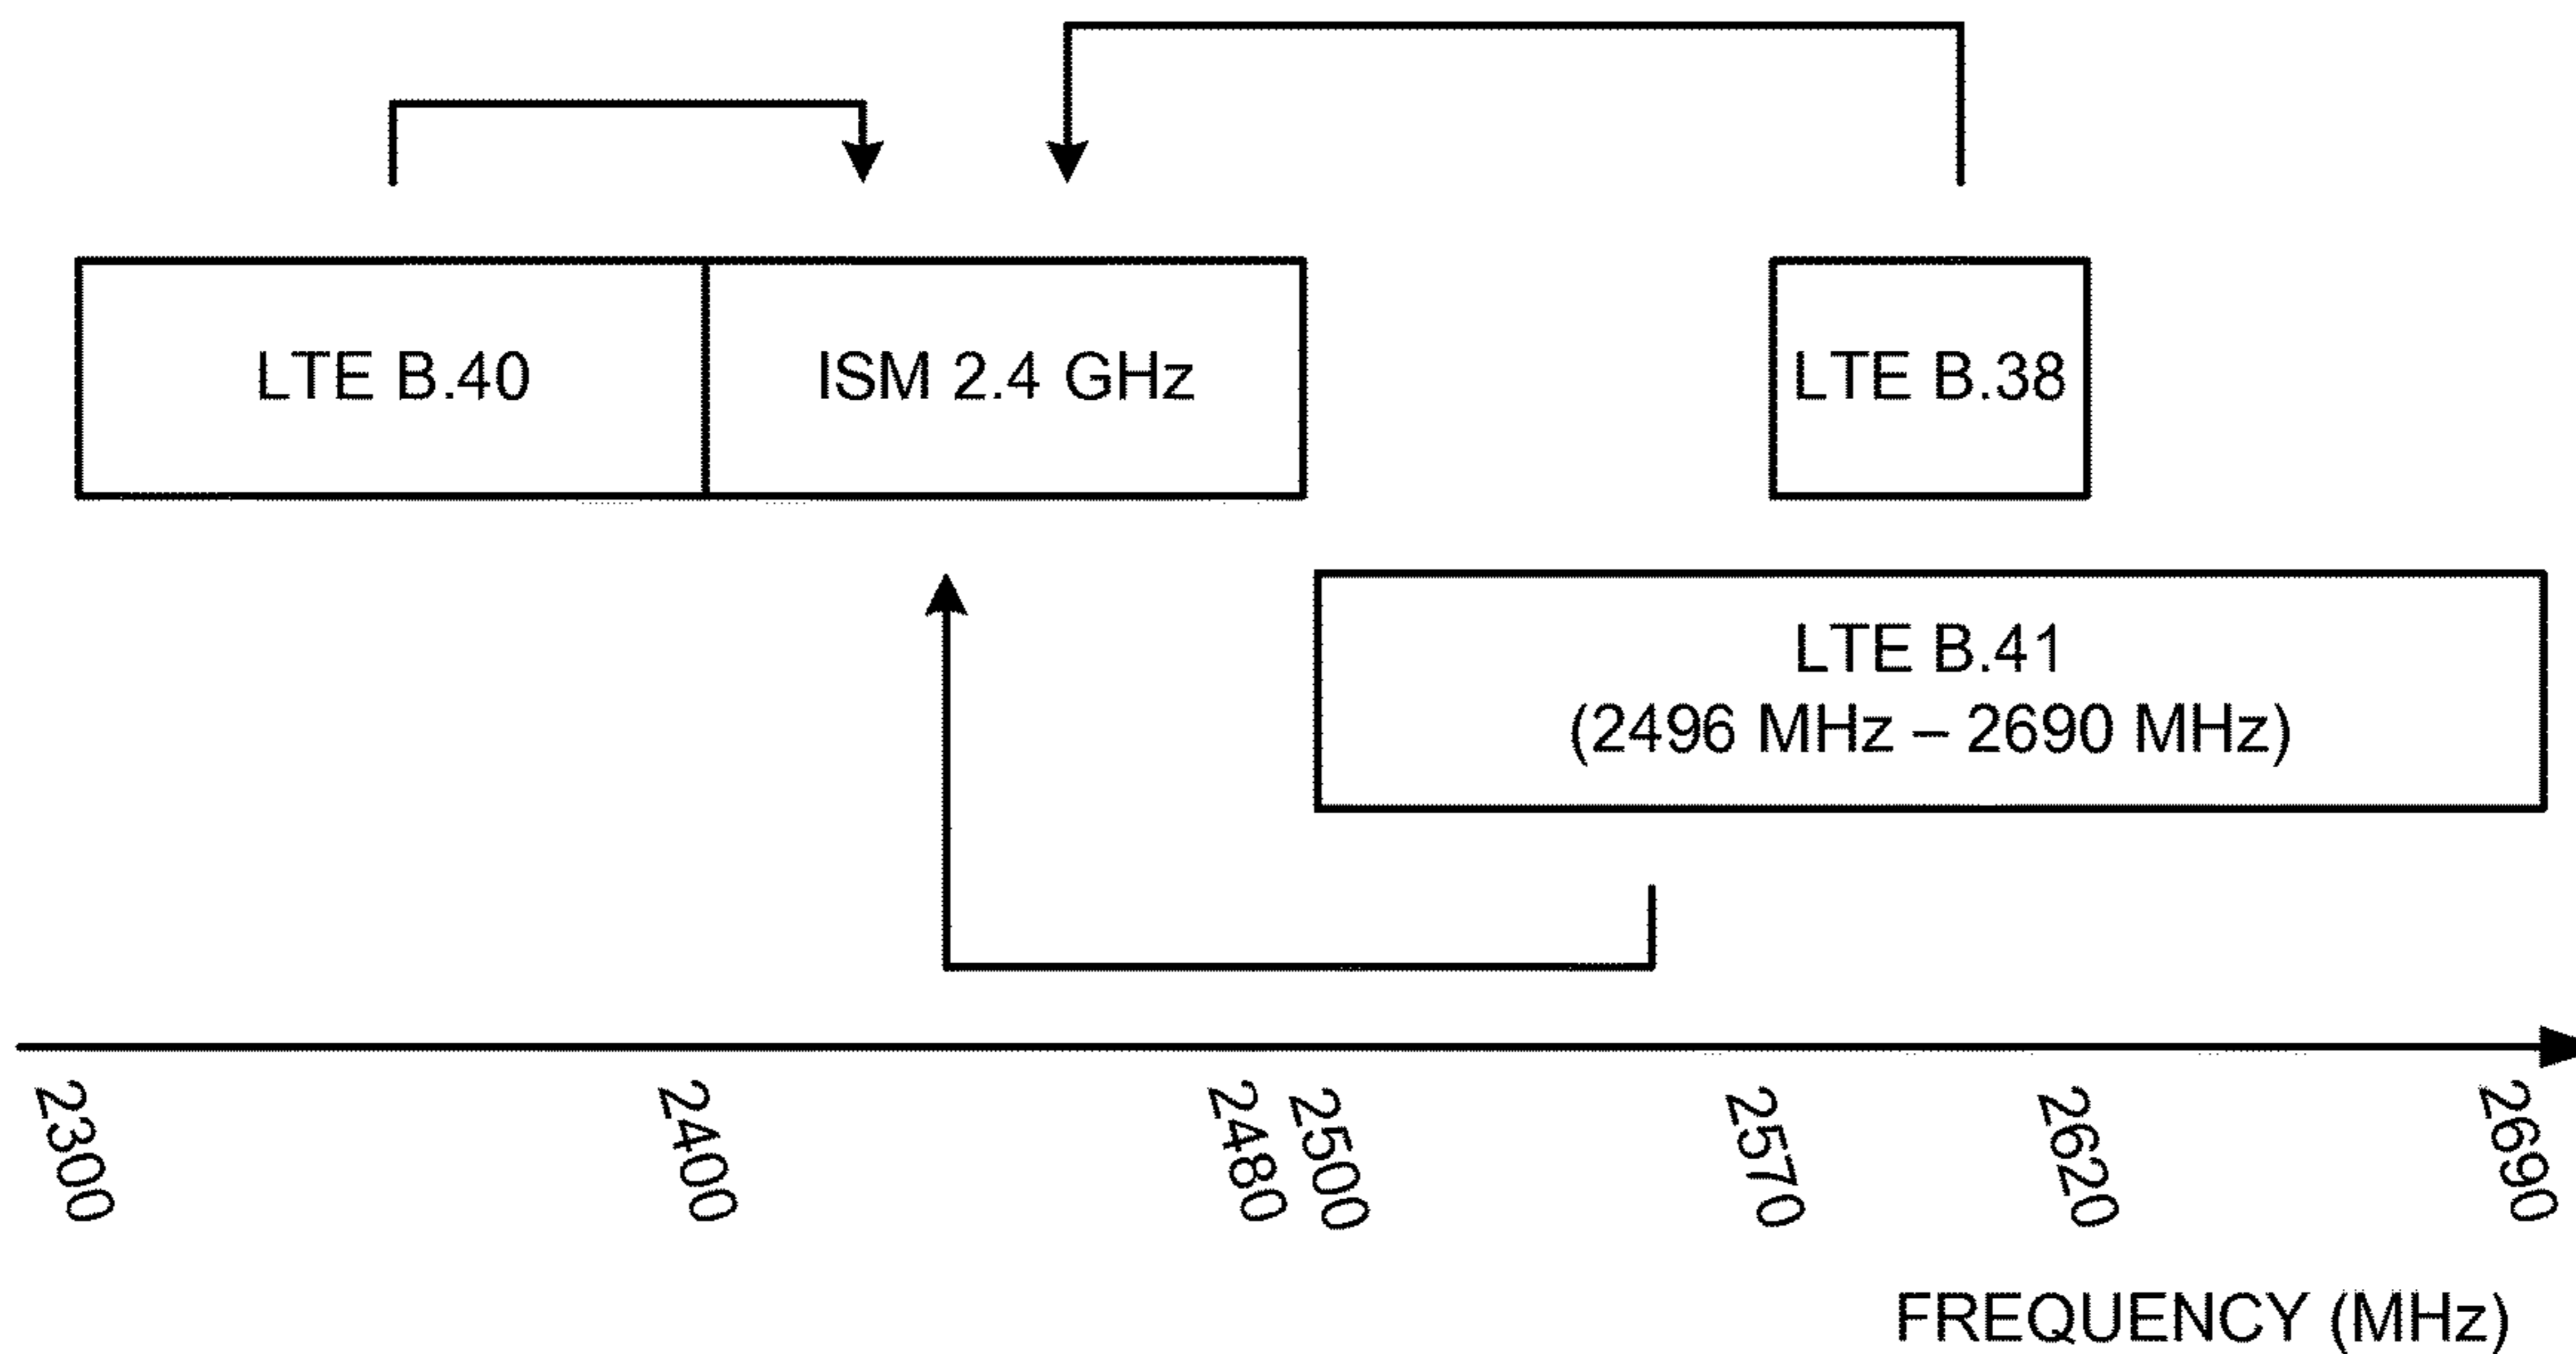 LTE B.40
ISM 2.4 GHz
LTE B.38
LTE B.41
(2496 MHz – 2690 MHz)
2300
2400
2480
2500
2570
2620
2690
FREQUENCY (MHz)